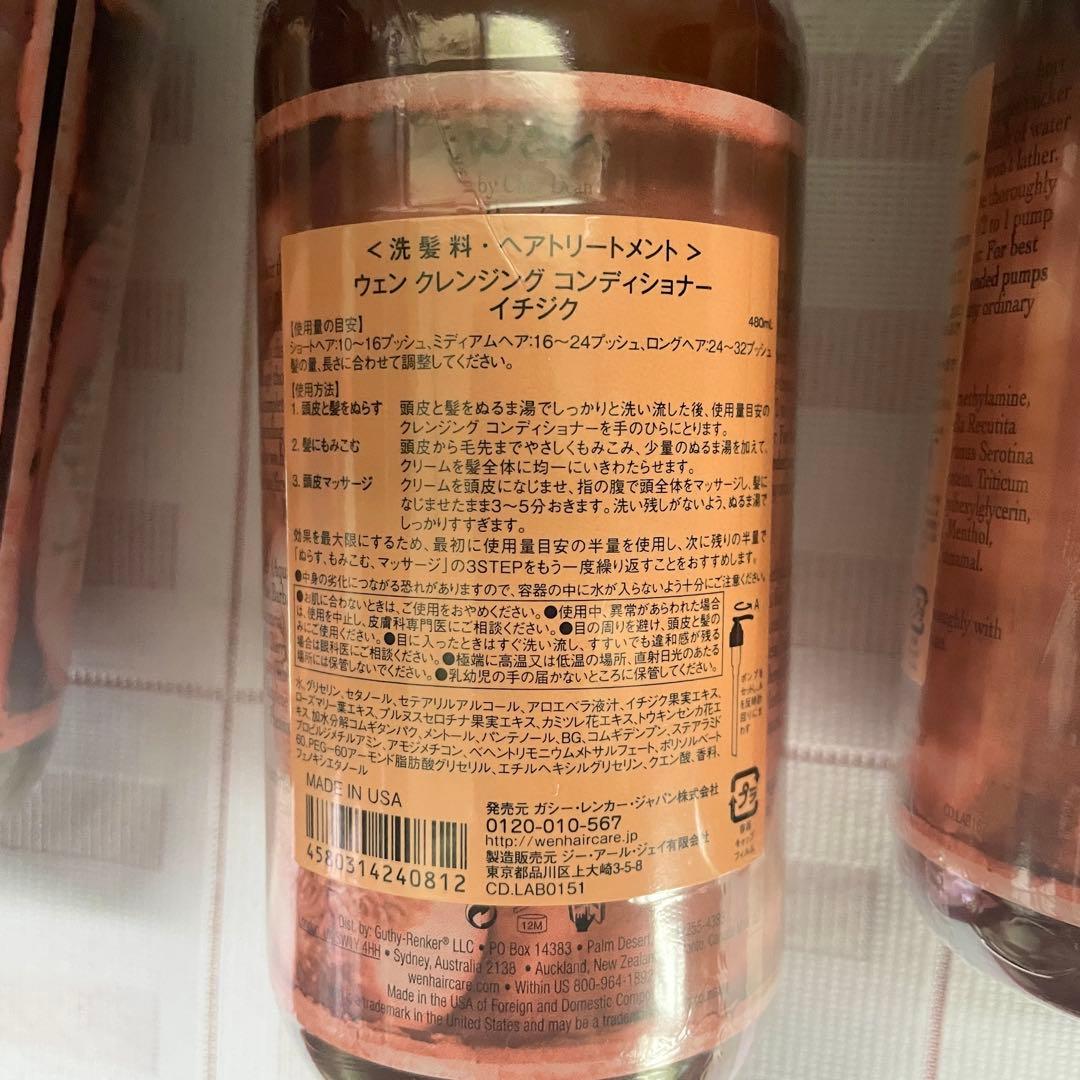 by Cha Dean
<洗髪料・ヘアトリートメント>
ウェン クレンジング コンディショナー
イチジク
480mL
【使用量の目安】
ショートヘア:10〜16プッシュ、ミディアムヘア:16〜24プッシュ、ロングヘア:24〜32プッシュ
髪の量、長さに合わせて調整してください。
【使用方法】
1. 頭皮と髪をぬらす 頭皮と髪をぬるま湯でしっかりと洗い流した後、使用量目安の
クレンジング コンディショナーを手のひらにとります。
2. 髪にもみこむ 頭皮から毛先までやさしくもみこみ、少量のぬるま湯を加えて、
クリームを髪全体に均一にいきわたらせます。
3. 頭皮マッサージ クリームを頭皮になじませ、指の腹で頭全体をマッサージし、髪に
なじませたまま3〜5分おきます。洗い残しがないよう、ぬるま湯で
しっかりすすぎます。
効果を最大限にするため、最初に使用量目安の半量を使用し、次に残りの半量で
「ぬらす、もみこむ、マッサージ」の3STEPをもう一度繰り返すことをおすすめします。
●中身の劣化につながる恐れがありますので、容器の中に水が入らないよう十分にご注意ください。
●お肌に合わないときは、ご使用をおやめください。●使用中、異常があらわれた場合
は、使用を中止し、皮膚科専門医にご相談ください。●目の周りを避け、頭皮と髪の
みにご使用ください。●目に入ったときはすぐ洗い流し、すすいでも違和感が残る
場合は眼科医にご相談ください。●極端に高温又は低温の場所、直射日光のあたる
場所には保管しないでください。●乳幼児の手の届かないところに保管してください。
A
水、グリセリン、セタノール、セテアリルアルコール、アロエベラ液汁、イチジク果実エキス、
ローズマリー葉エキス、プルヌスセロチナ果実エキス、カミツレ花エキス、トウキンセンカ花エ
キス、加水分解コムギタンパク、メントール、パンテノール、BG、コムギデンプン、ステアラミド
プロピルジメチルアミン、アモジメチコン、ベヘントリモニウムメトサルフェート、ポリソルベート
60、PEG-60アーモンド脂肪酸グリセリル、エチルヘキシルグリセリン、クエン酸、香料、
フェノキシエタノール
MADE IN USA
4580314240812
発売元 ガシー・レンカー・ジャパン株式会社
0120-010-567
http://wenhaircare.jp
製造販売元 ジー・アール・ジェイ有限会社
東京都品川区上大崎3-5-8
CD.LAB0151
プラ
容器
キャップ
フィルム
12M
Dist. by: Guthy-Renker® LLC • PO Box 14383 • Palm Desert,
SW1Y 4HH • Sydney, Australia 2138 • Auckland, New Zealand
wenhaircare.com • Within US 800-964-1892
Made in the USA of Foreign and Domestic
a trademark in the United States and may be a
of water
won't lather.
thoroughly
2 to 1 pump
For best
pumps
ordinary
methylamine,
Recutita
Serotina
Triticum
Menthol,
with